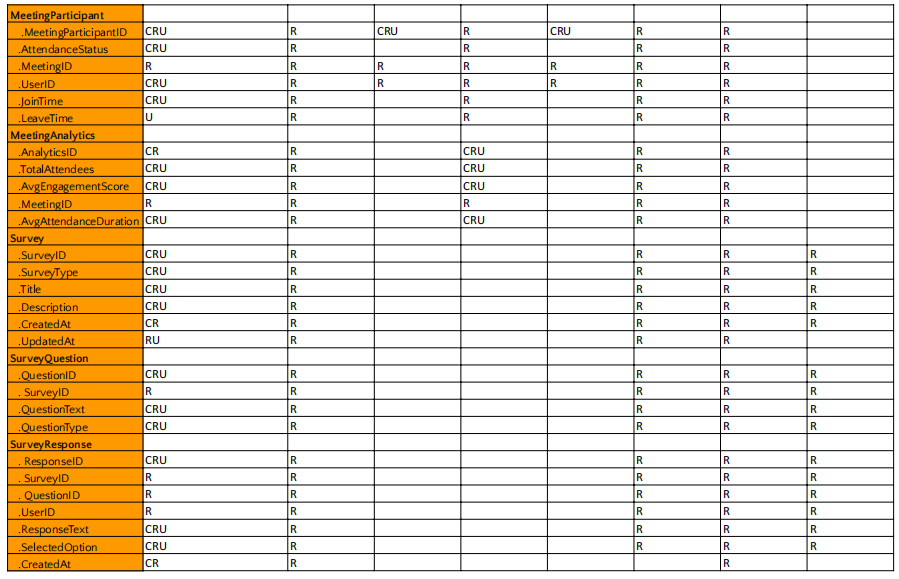 MeetingParticipant
.MeetingParticipantID CRU R CRU R CRU R R
.AttendanceStatus CRU R R R R
.MeetingID R R R R R R R
.UserID CRU R R R R R R
.JoinTime CRU R R R R
.LeaveTime U R R R R
MeetingAnalytics
.AnalyticsID CR R CRU R R
.TotalAttendees CRU R CRU R R
.AvgEngagementScore CRU R CRU R R
.MeetingID R R R R R
.AvgAttendanceDuration CRU R CRU R R
Survey
.SurveyID CRU R R R R
.SurveyType CRU R R R R
.Title CRU R R R R
.Description CRU R R R R
.CreatedAt CR R R R R
.UpdatedAt RU R R R
SurveyQuestion
.QuestionID CRU R R R R
. SurveyID R R R R R
.QuestionText CRU R R R R
.QuestionType CRU R R R R
SurveyResponse
. ResponseID CRU R R R R
. SurveyID R R R R R
. QuestionID R R R R R
.UserID R R R R R
.ResponseText CRU R R R R
.SelectedOption CRU R R R R
.CreatedAt CR R R